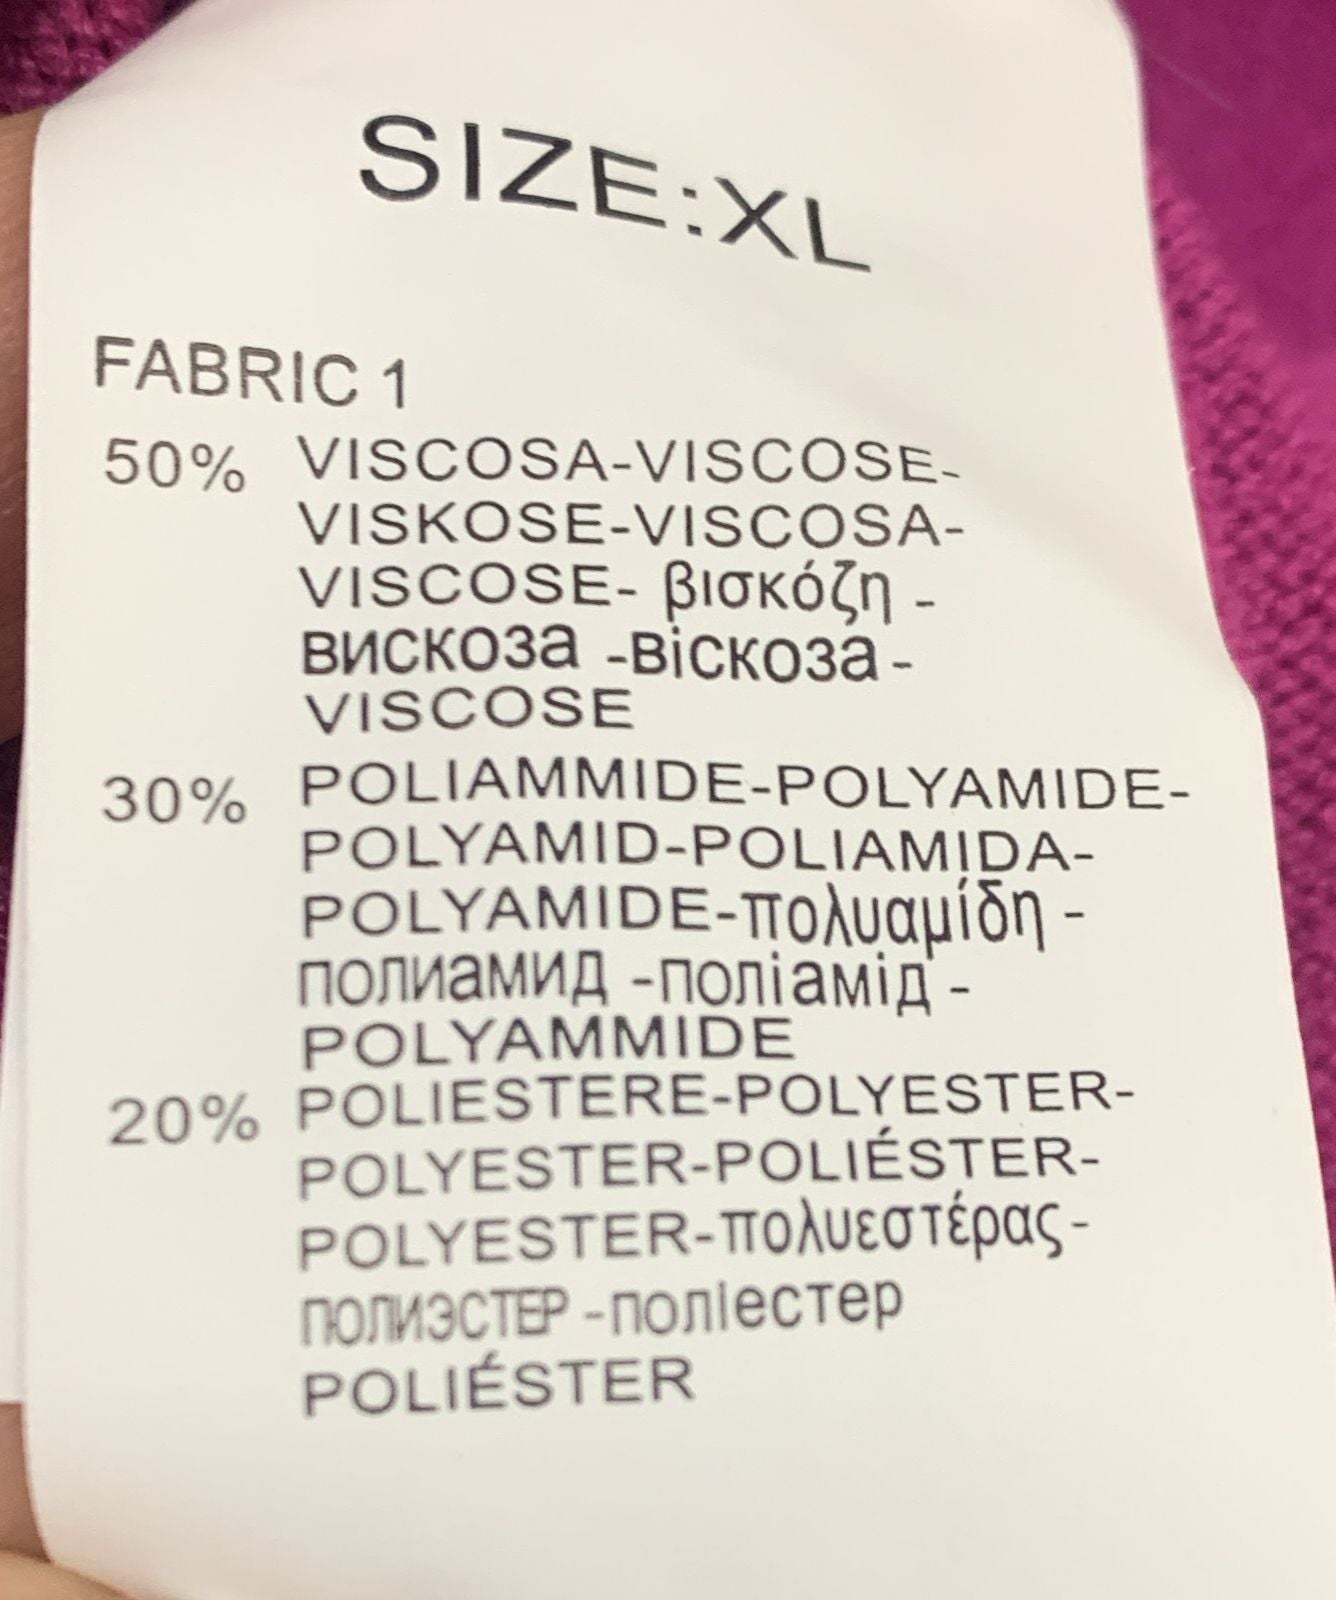 SIZE:XL
FABRIC 1
50% VISCOSA-VISCOSE-
VISKOSE-VISCOSA-
VISCOSE- βισκόζη -
вискоза -віскоза -
VISCOSE
30% POLIAMMIDE-POLYAMIDE-
POLYAMID-POLIAMIDA-
POLYAMIDE-πολυαμίδη -
полиамид -поліамід -
POLYAMMIDE
20% POLIESTERE-POLYESTER-
POLYESTER-POLIÉSTER-
POLYESTER-πολυεστέρας -
ПОЛИЭСТЕР -поліестер
POLIÉSTER